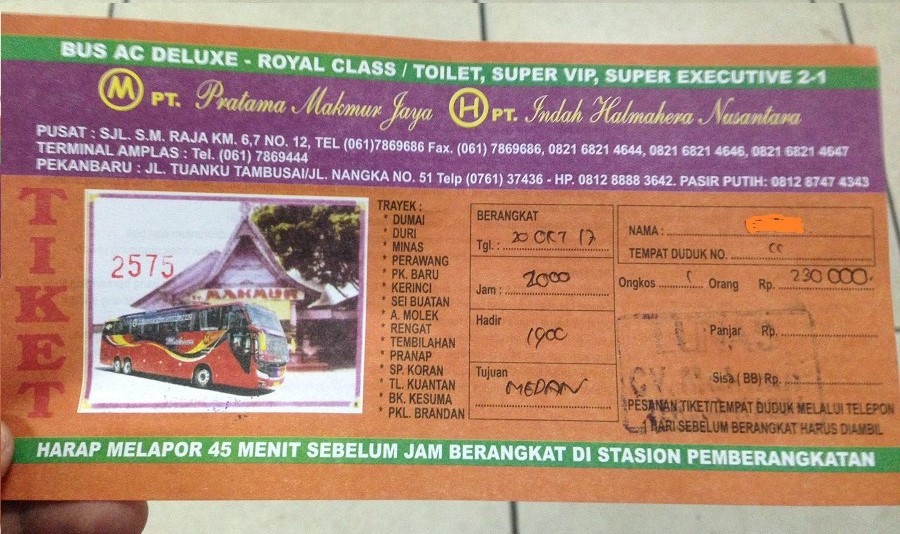 BUS AC DELUXE - ROYAL CLASS / TOILET, SUPER VIP, SUPER EXECUTIVE 2-1
M PT. Pratama Makmur Jaya H PT. Indah Halmahera Nusantara
PUSAT : SJL. S.M. RAJA KM. 6,7 NO. 12, TEL (061)7869686 Fax. (061) 7869686, 0821 6821 4644, 0821 6821 4646, 0821 6821 4647
TERMINAL AMPLAS : Tel. (061) 7869444
PEKANBARU : JL. TUANKU TAMBUSAI/JL. NANGKA NO. 51 Telp (0761) 37436 - HP. 0812 8888 3642. PASIR PUTIH: 0812 8747 4343
TIKET
2575
MAKMUR
TRAYEK :
* DUMAI
* DURI
* MINAS
* PERAWANG
* PK. BARU
* KERINCI
* SEI BUATAN
* A. MOLEK
* RENGAT
* TEMBILAHAN
* PRANAP
* SP. KORAN
* TL. KUANTAN
* BK. KESUMA
* PKL. BRANDAN
BERANGKAT
Tgl. : 20 OKT 17
Jam : 2000
Hadir
1900
Tujuan
MEDAN
NAMA :
TEMPAT DUDUK NO. CC
Ongkos 1 Orang Rp. 230 000.
Panjar Rp.
Sisa ( BB) Rp.
LUNAS
CV.
PESANAN TIKET/TEMPAT DUDUK MELALUI TELEPON
HARI SEBELUM BERANGKAT HARUS DIAMBIL
HARAP MELAPOR 45 MENIT SEBELUM JAM BERANGKAT DI STASION PEMBERANGKATAN